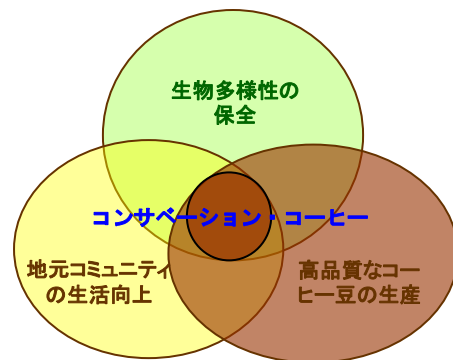 生物多様性の
保全
コンサベーション・コーヒー
地元コミュニティ
の生活向上
高品質なコー
ヒー豆の生産